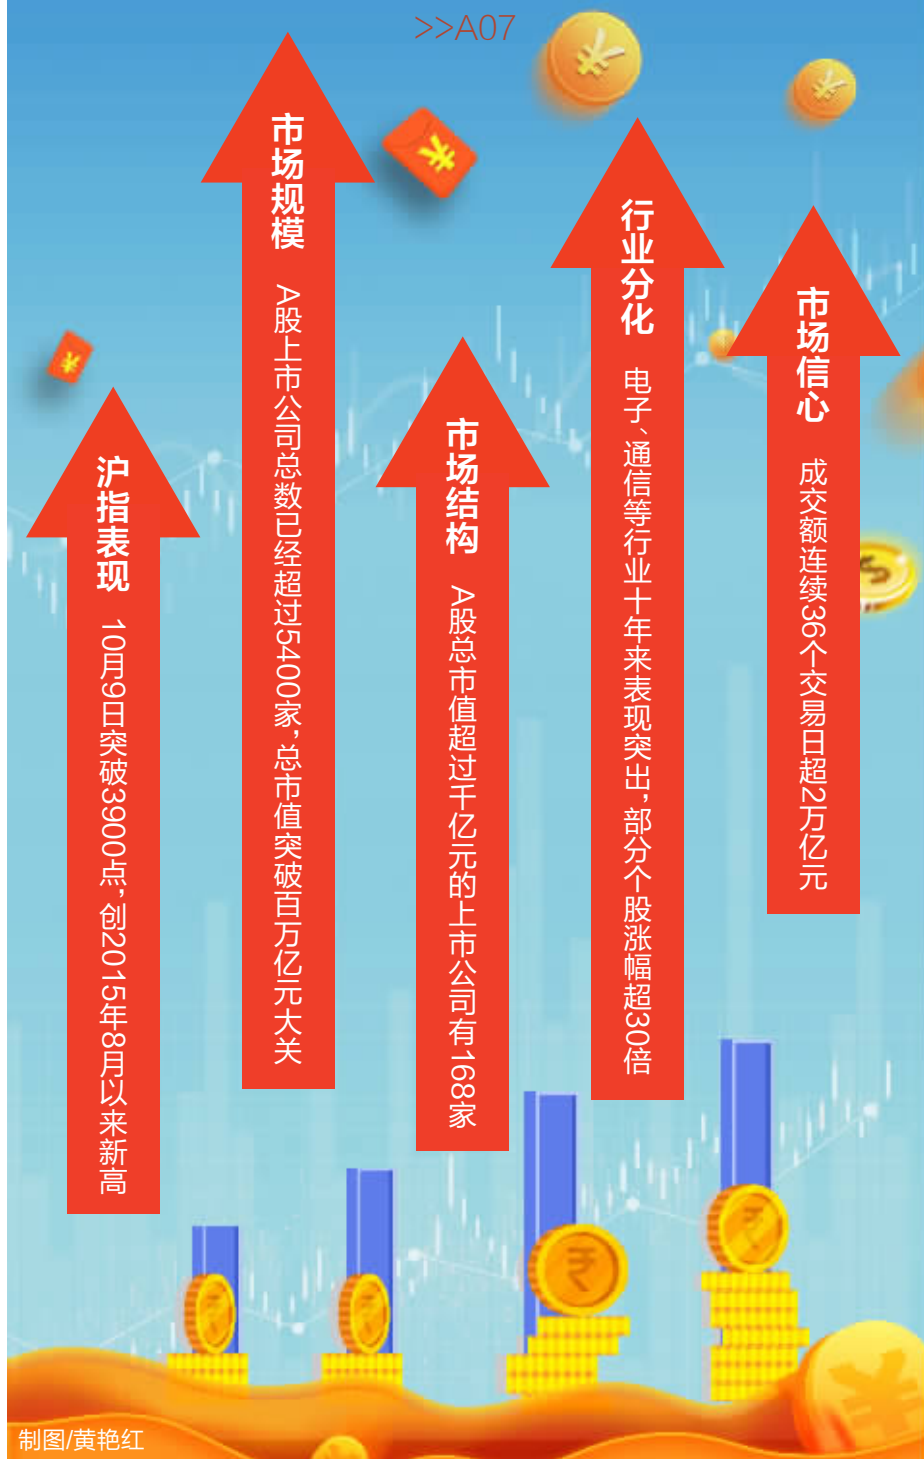 >>A07
沪指表现 10月9日突破3900点，创2015年8月以来新高
市场规模 A股上市公司总数已经超过5400家，总市值突破百万亿元大关
市场结构 A股总市值超过千亿元的上市公司有168家
行业分化 电子、通信等行业十年来表现突出，部分个股涨幅超30倍
市场信心 成交额连续36个交易日超2万亿元
制图/黄艳红